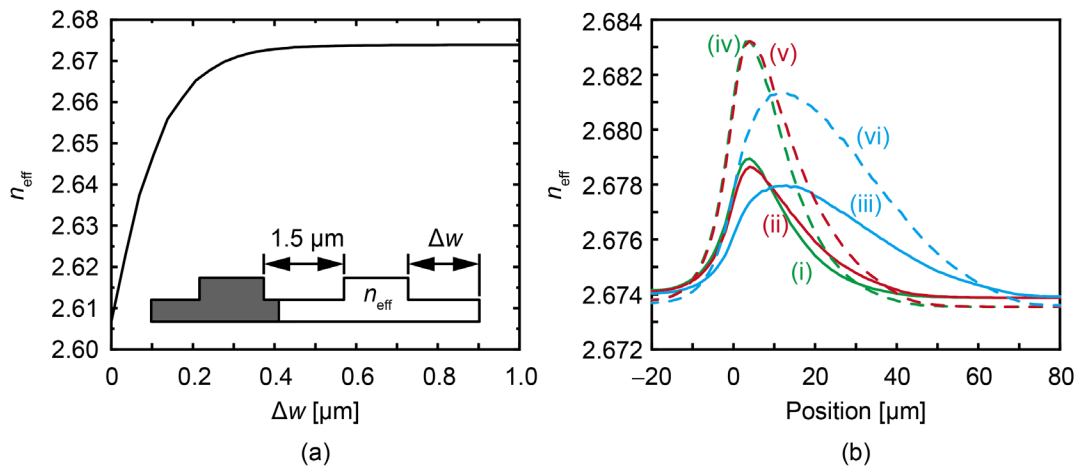 2.68
2.67
2.66
2.65
2.64
2.63
2.62
2.61
2.60
n_eff
1.5 µm
Δw
n_eff
0
0.2
0.4
0.6
0.8
1.0
Δw [µm]
(a)
2.684
2.682
2.680
2.678
2.676
2.674
2.672
n_eff
(iv)
(v)
(vi)
(iii)
(ii)
(i)
–20
0
20
40
60
80
Position [µm]
(b)